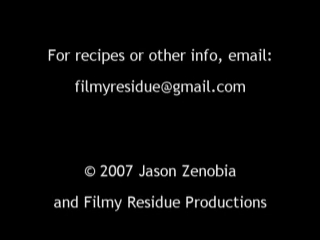 For recipes or other info, email:
filmyresidue@gmail.com
© 2007 Jason Zenobia
and Filmy Residue Productions